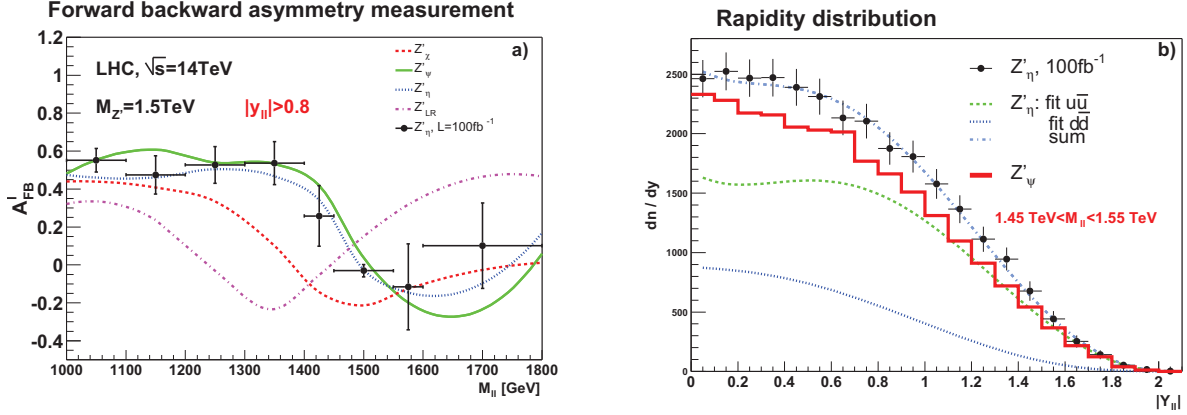 Forward backward asymmetry measurement
a)
LHC, √s=14TeV
M_Z'=1.5TeV
|y_ll|>0.8
Z'_χ
Z'_ψ
Z'_η
Z'_LR
Z'_η, L=100fb⁻¹
A^l_FB
1.2
1
0.8
0.6
0.4
0.2
0
-0.2
-0.4
1000 1100 1200 1300 1400 1500 1600 1700 1800
M_ll [GeV]
Rapidity distribution
b)
Z'_η, 100fb⁻¹
Z'_η: fit uu̅
fit dd̅
sum
Z'_ψ
1.45 TeV<M_ll<1.55 TeV
dn / dy
2500
2000
1500
1000
500
0
0 0.2 0.4 0.6 0.8 1 1.2 1.4 1.6 1.8 2
|Y_ll|